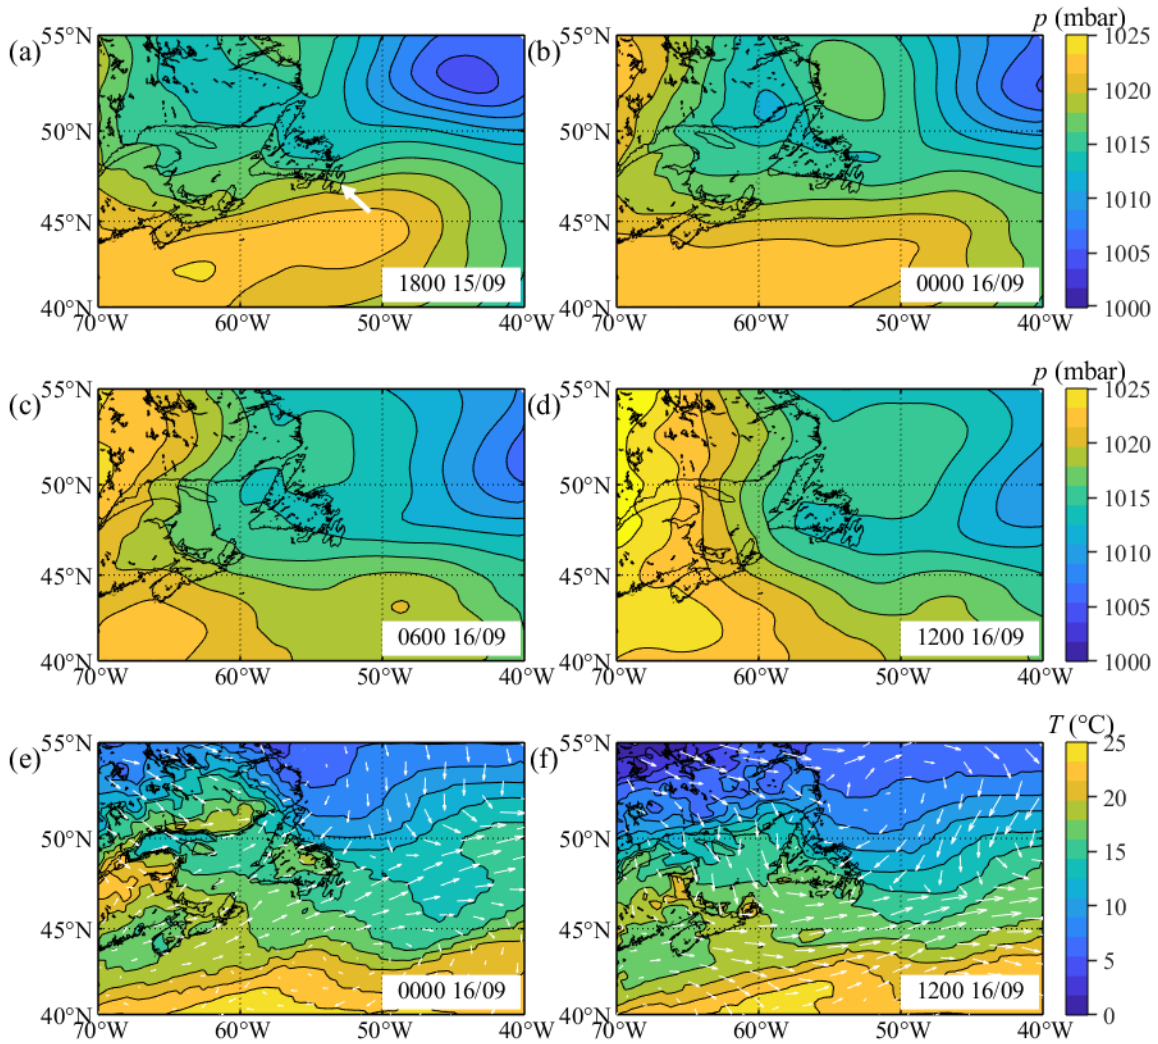 p (mbar)
(a) 55°N (b) 55°N 1025
1020
50°N 50°N
1015
1010
45°N 45°N
1005
1800 15/09 0000 16/09
40°N 40°N 1000
70°W 60°W 50°W 40°W 70°W 60°W 50°W 40°W
p (mbar)
(c) 55°N (d) 55°N 1025
1020
50°N 50°N
1015
1010
45°N 45°N
1005
0600 16/09 1200 16/09
40°N 40°N 1000
70°W 60°W 50°W 40°W 70°W 60°W 50°W 40°W
T (°C)
(e) 55°N (f) 55°N 25
20
50°N 50°N
15
10
45°N 45°N
5
0000 16/09 1200 16/09
40°N 40°N 0
70°W 60°W 50°W 40°W 70°W 60°W 50°W 40°W